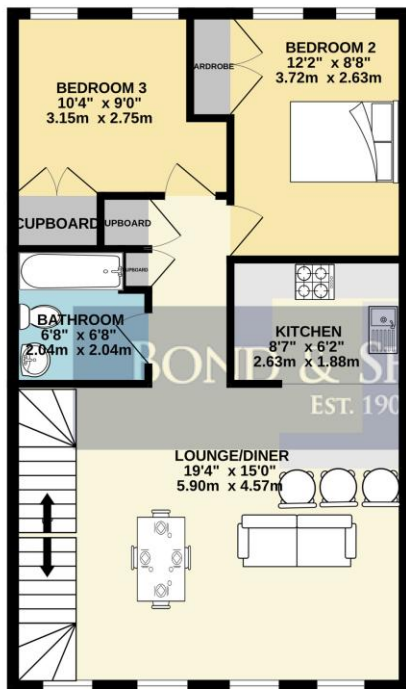 BEDROOM 3
10'4" x 9'0"
3.15m x 2.75m
BEDROOM 2
12'2" x 8'8"
3.72m x 2.63m
ARDROBE
CUPBOARD
UPBOARD
UPBOARD
BATHROOM
6'8" x 6'8"
2.04m x 2.04m
KITCHEN
8'7" x 6'2"
2.63m x 1.88m
BOND & S
EST. 190
LOUNGE/DINER
19'4" x 15'0"
5.90m x 4.57m